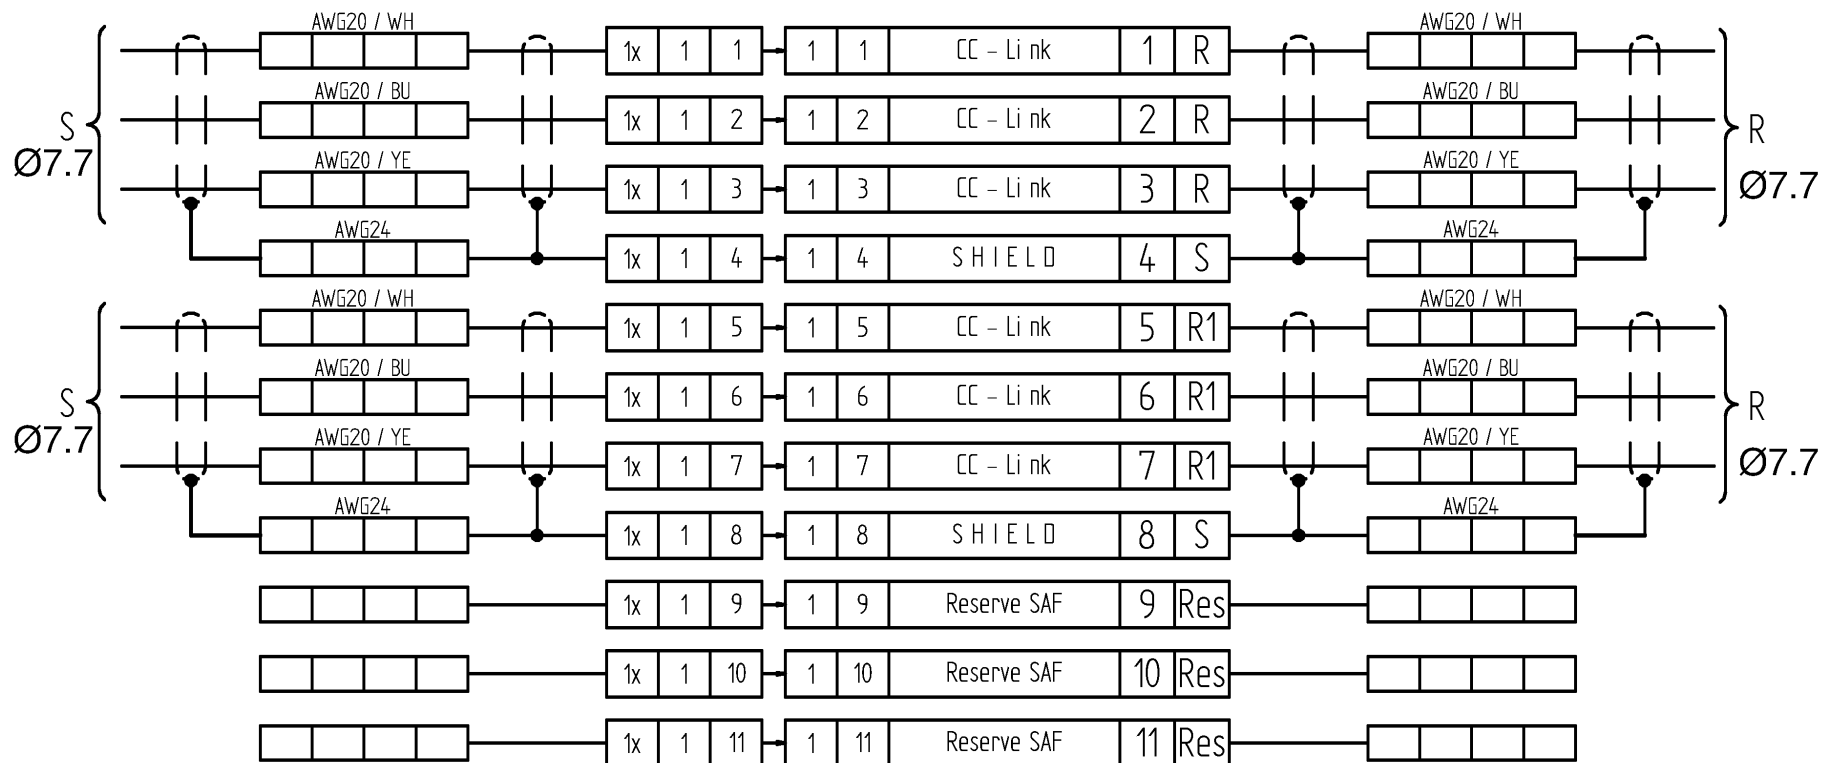 AWG20 / WH AWG20 / WH
1x 1 1 1 1 CC - Link 1 R
AWG20 / BU AWG20 / BU
S 1x 1 2 1 2 CC - Link 2 R R
Ø7.7 AWG20 / YE AWG20 / YE Ø7.7
1x 1 3 1 3 CC - Link 3 R
AWG24 AWG24
1x 1 4 1 4 SHIELD 4 S
AWG20 / WH AWG20 / WH
1x 1 5 1 5 CC - Link 5 R1
AWG20 / BU AWG20 / BU
S 1x 1 6 1 6 CC - Link 6 R1 R
Ø7.7 AWG20 / YE AWG20 / YE Ø7.7
1x 1 7 1 7 CC - Link 7 R1
AWG24 AWG24
1x 1 8 1 8 SHIELD 8 S
1x 1 9 1 9 Reserve SAF 9 Res
1x 1 10 1 10 Reserve SAF 10 Res
1x 1 11 1 11 Reserve SAF 11 Res